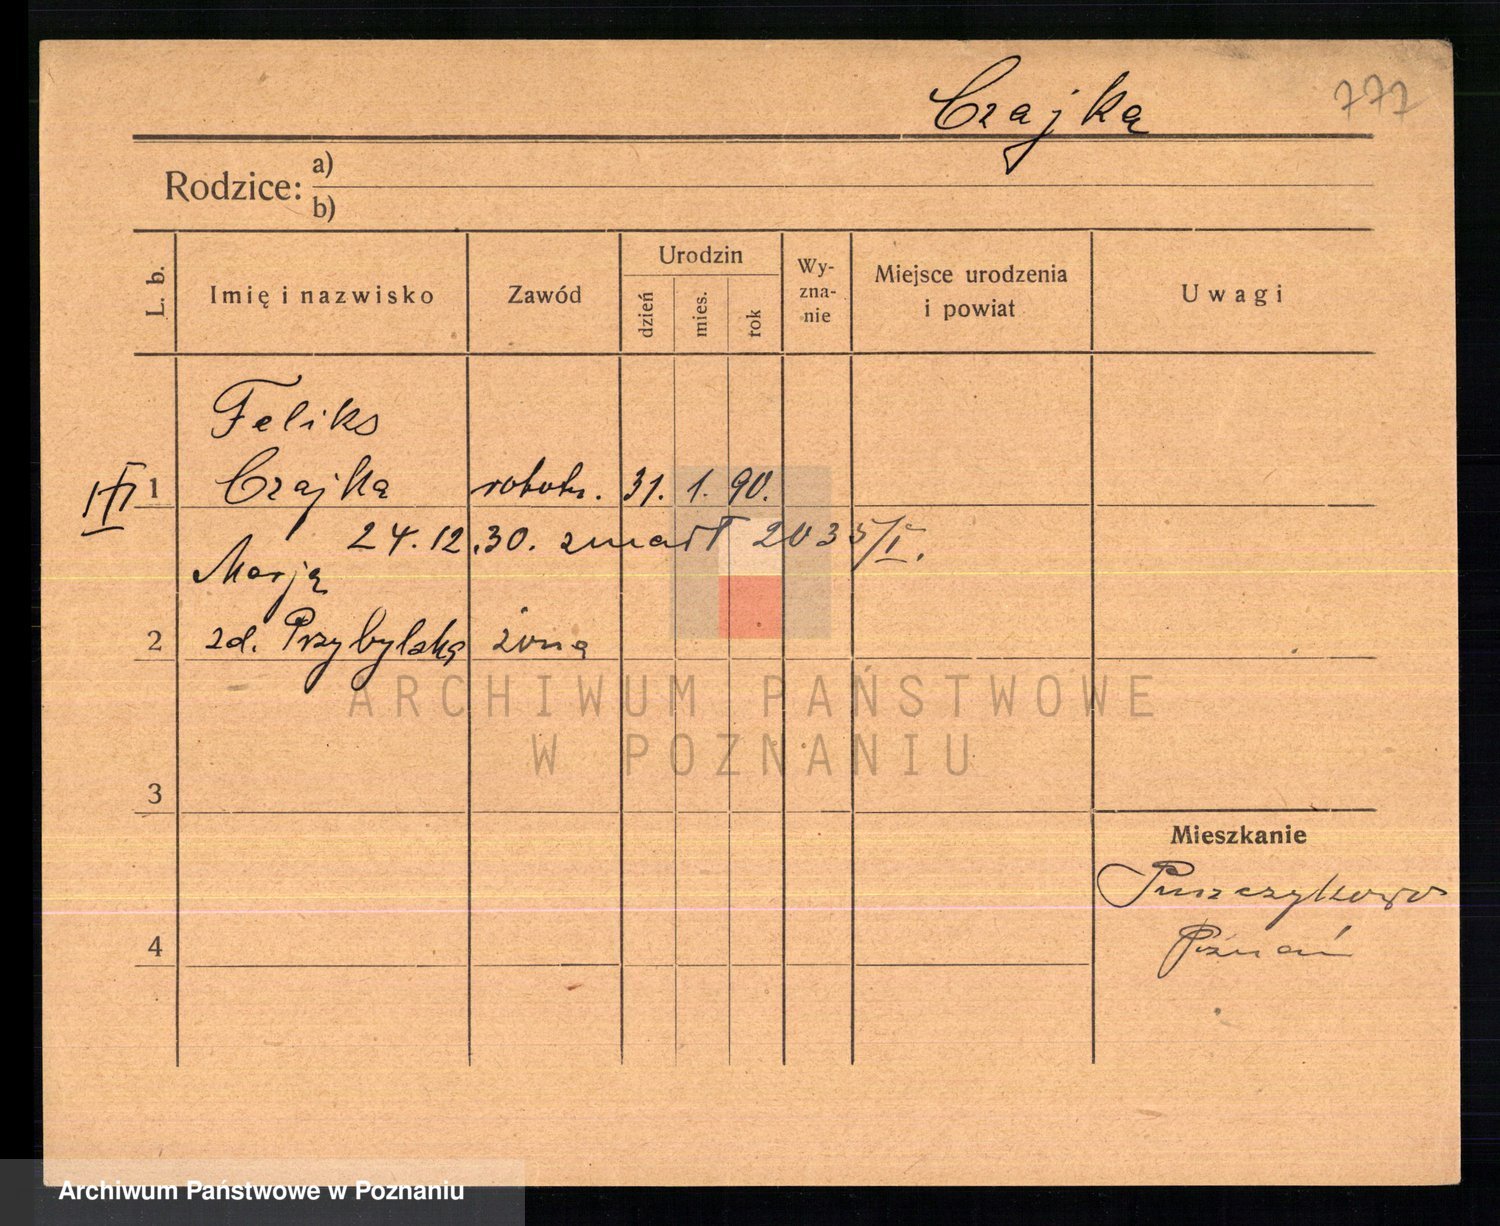 Czajka
777
Rodzice: a)
b)
L. b.
Imię i nazwisko
Zawód
Urodzin
dzień
mies.
rok
Wy-
zna-
nie
Miejsce urodzenia
i powiat
Uwagi
Feliks
1 Czajka robotn. 31. 1. 90.
24.12.30. zmarł 2035/I.
Marja
2 zd. Przybylska żona
ARCHIWUM PAŃSTWOWE
W POZNANIU
3
Mieszkanie
Puszczykowo
4
Poznań
Archiwum Państwowe w Poznaniu